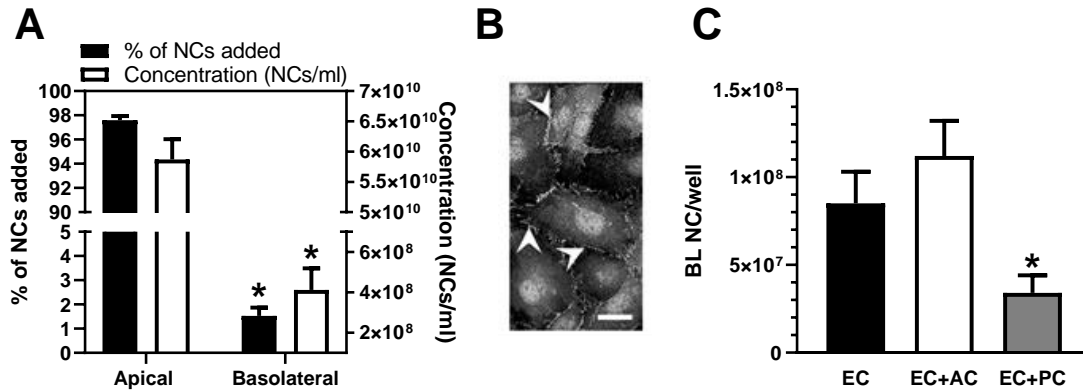 A
B
C
% of NCs added
Concentration (NCs/ml)
100
98
96
94
92
90
5
4
3
2
1
0
% of NCs added
7×10¹⁰
6.5×10¹⁰
6×10¹⁰
5.5×10¹⁰
5×10¹⁰
6×10⁸
4×10⁸
2×10⁸
Concentration (NCs/ml)
*
*
Apical
Basolateral
1.5×10⁸
1×10⁸
5×10⁷
0
BL NC/well
*
EC
EC+AC
EC+PC